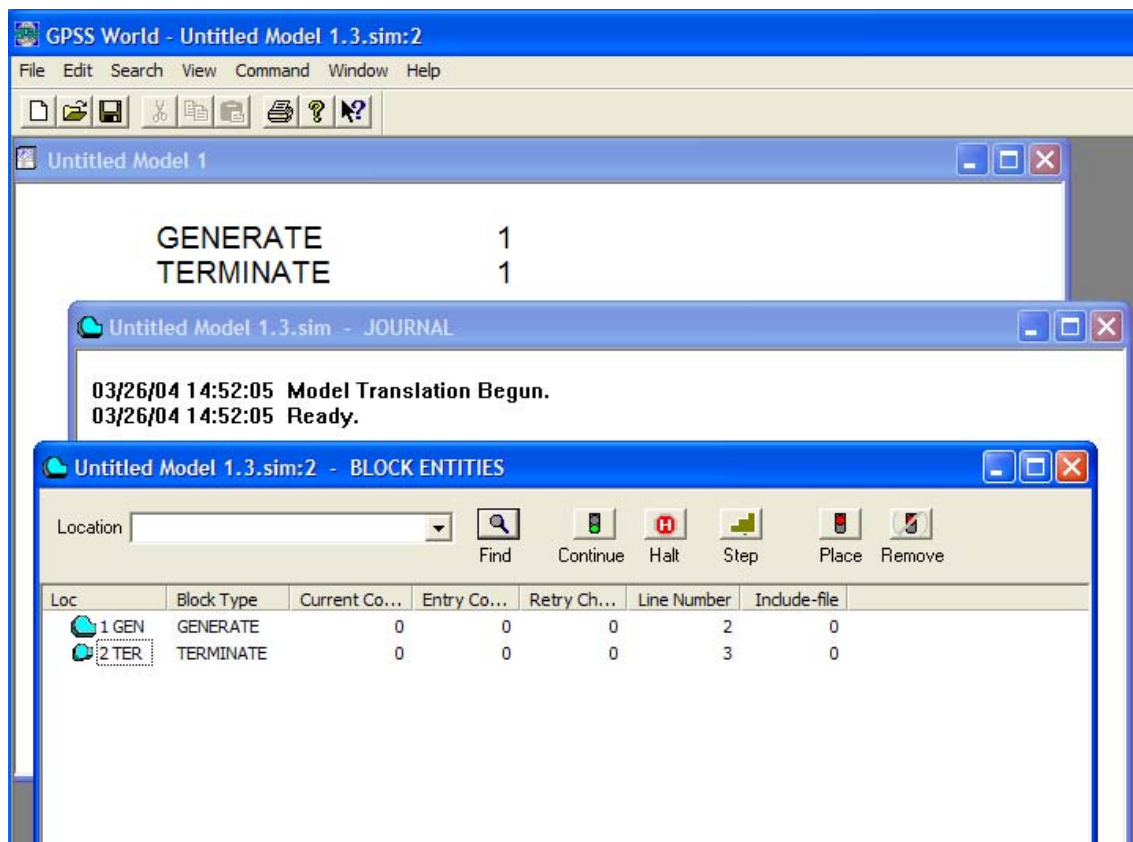 GPSS World - Untitled Model 1.3.sim:2
File Edit Search View Command Window Help
Untitled Model 1
GENERATE 1
TERMINATE 1
Untitled Model 1.3.sim - JOURNAL
03/26/04 14:52:05 Model Translation Begun.
03/26/04 14:52:05 Ready.
Untitled Model 1.3.sim:2 - BLOCK ENTITIES
Location Find Continue Halt Step Place Remove
Loc Block Type Current Co... Entry Co... Retry Ch... Line Number Include-file
1 GEN GENERATE 0 0 0 2 0
2 TER TERMINATE 0 0 0 3 0